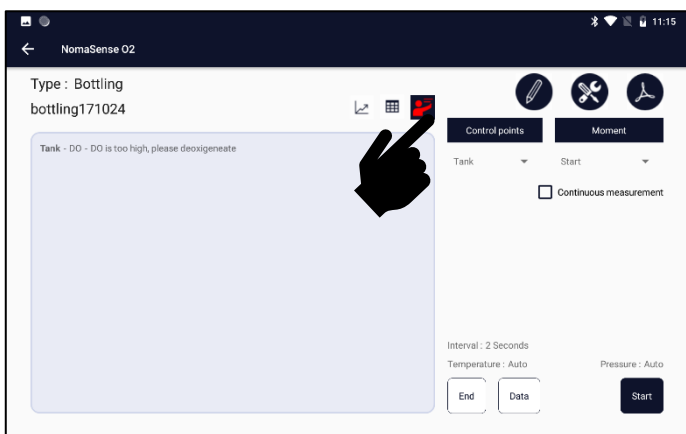 11:15
NomaSense O2
Type : Bottling
bottling171024
Tank - DO - DO is too high, please deoxigeneate
Control points
Moment
Tank
Start
Continuous measurement
Interval : 2 Seconds
Temperature : Auto
Pressure : Auto
End
Data
Start